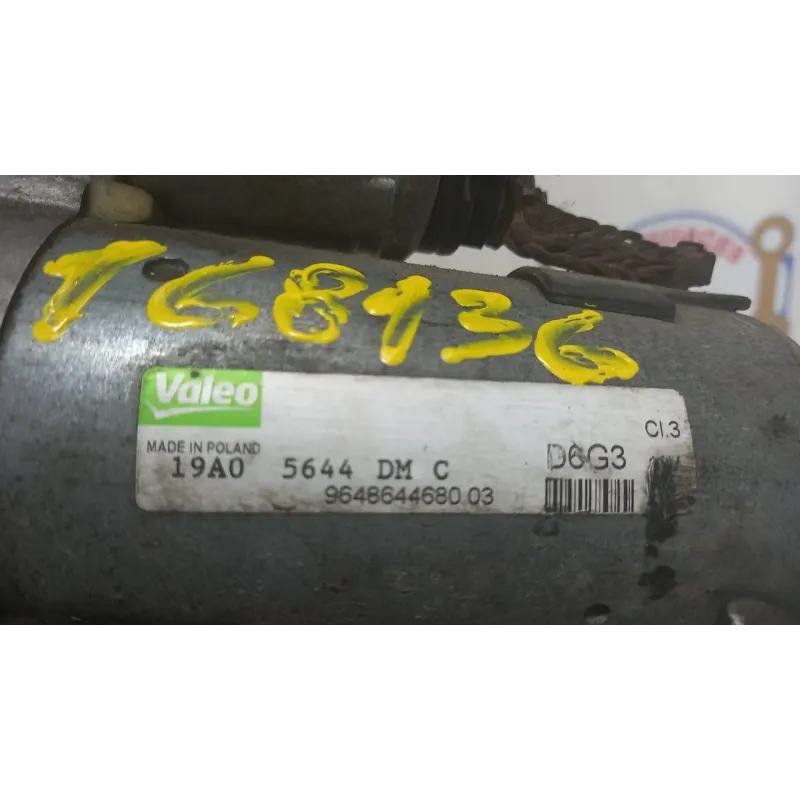 168136
Valeo
Cl.3
MADE IN POLAND
D6G3
19A0 5644 DM C
9648644680 03